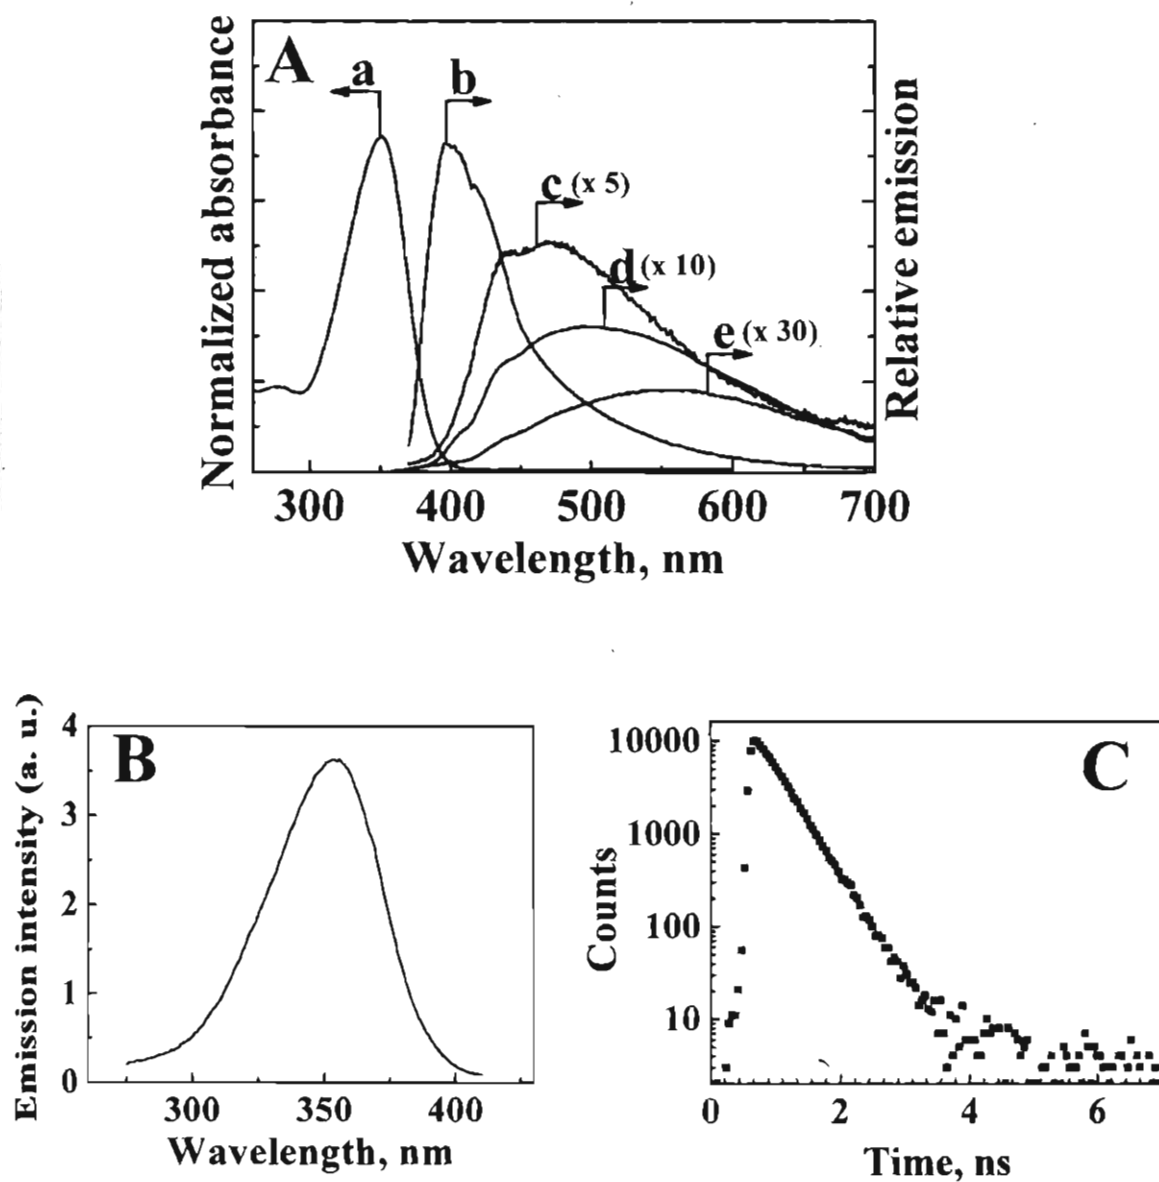 A
a
b
c (x 5)
d (x 10)
e (x 30)
Normalized absorbance
Relative emission
300 400 500 600 700
Wavelength, nm
B
Emission intensity (a. u.)
4
3
2
1
0
300 350 400
Wavelength, nm
C
Counts
10000
1000
100
10
0 2 4 6
Time, ns